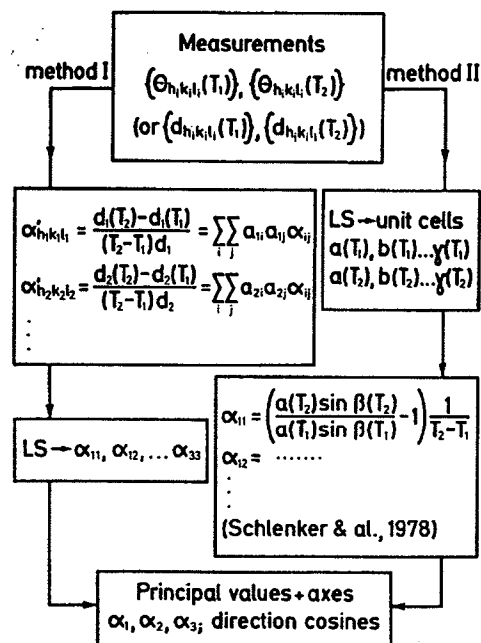 Measurements
method I
{θhᵢkᵢlᵢ(T₁)}, {θhᵢkᵢlᵢ(T₂)}
method II
(or {dhᵢkᵢlᵢ(T₁)}, {dhᵢkᵢlᵢ(T₂)})
α′h₁k₁l₁ = d₁(T₂)-d₁(T₁) / (T₂-T₁)d₁ = ∑i ∑j a₁ᵢ a₁ⱼ αᵢⱼ
α′h₂k₂l₂ = d₂(T₂)-d₂(T₁) / (T₂-T₁)d₂ = ∑i ∑j a₂ᵢ a₂ⱼ αᵢⱼ
.
.
.
LS→unit cells
a(T₁), b(T₁)...γ(T₁)
a(T₂), b(T₂)...γ(T₂)
LS→α₁₁, α₁₂, ... α₃₃
α₁₁ = (a(T₂)sin β(T₂) / a(T₁)sin β(T₁) -1) 1 / T₂-T₁
α₁₂ = .......
.
.
.
(Schlenker & al., 1978)
Principal values+axes
α₁, α₂, α₃; direction cosines